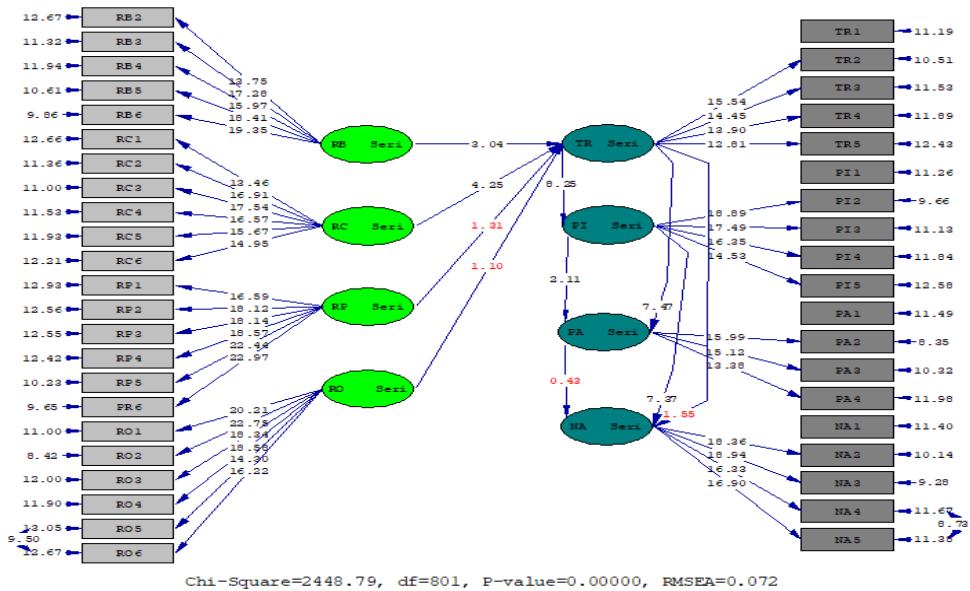 12.67 RB2
11.32 RB3
11.94 RB4
10.61 RB5
9.86 RB6
12.66 RC1
11.36 RC2
11.00 RC3
11.53 RC4
11.93 RC5
12.21 RC6
12.93 RP1
12.56 RP2
12.55 RP3
12.42 RP4
10.23 RP5
9.65 PR6
11.00 RO1
8.42 RO2
12.00 RO3
11.90 RO4
13.05 RO5
9.50
12.67 RO6
13.75
17.28
15.97
18.41
19.35
13.46
16.91
17.54
16.57
15.67
14.95
16.59
18.12
18.14
18.57
22.44
22.97
20.21
22.75
18.34
18.58
14.30
16.22
RB Seri
RC Seri
RP Seri
RO Seri
3.04
4.25
1.31
1.10
TR Seri
8.25
PI Seri
2.11
PA Seri
0.43
NA Seri
7.47
7.37
1.55
15.54
14.45
13.90
12.81
18.89
17.49
16.35
14.53
15.99
15.12
13.38
18.36
18.94
16.33
16.90
TR1 11.19
TR2 10.51
TR3 11.53
TR4 11.89
TR5 12.43
PI1 11.26
PI2 9.66
PI3 11.13
PI4 11.84
PI5 12.58
PA1 11.49
PA2 8.35
PA3 10.32
PA4 11.98
NA1 11.40
NA2 10.14
NA3 9.28
NA4 11.67
8.73
NA5 11.38
Chi-Square=2448.79, df=801, P-value=0.00000, RMSEA=0.072